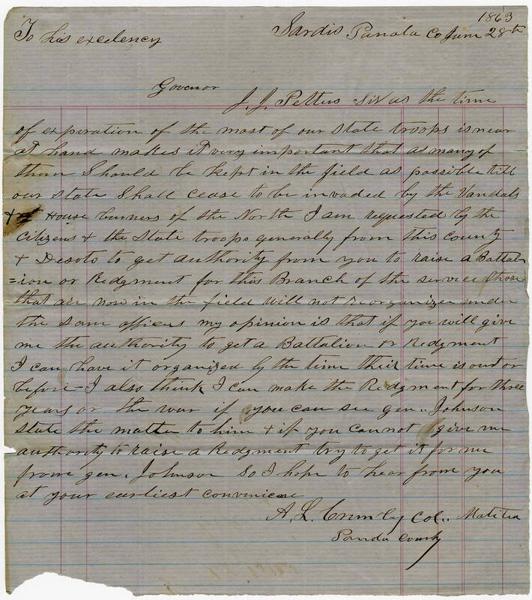 1863
To his excelency Sardis Panola Co June 28th
Govenor
J. J. Pettus Sir as the time
of expiration of the most of our State troops is near
at hand makes it very important that as many of
them Should be kept in the field as possible till
our State Shall cease to be invaded by the Vandals
& House burners of the North I am requested by the
Citizens & the State troops generally from this County
& Desoto to get authority from you to raise a Battal
=ion or Redgment for this Branch of the service those
that are now in the field will not reorganize under
the Same officers my opinion is that if you will give
me the authority to get a Battalion or Redgment
I can have it organized by the time their time is out or
before — I also think I can make the Redgment for three
years or the war if you can see gen.. Johnson
State the matter to him & if you cannot give me
authority to raise a Redgment try to get it for me
from gen. Johnson So I hope to hear from you
at your earliest
A. L. Col..
County